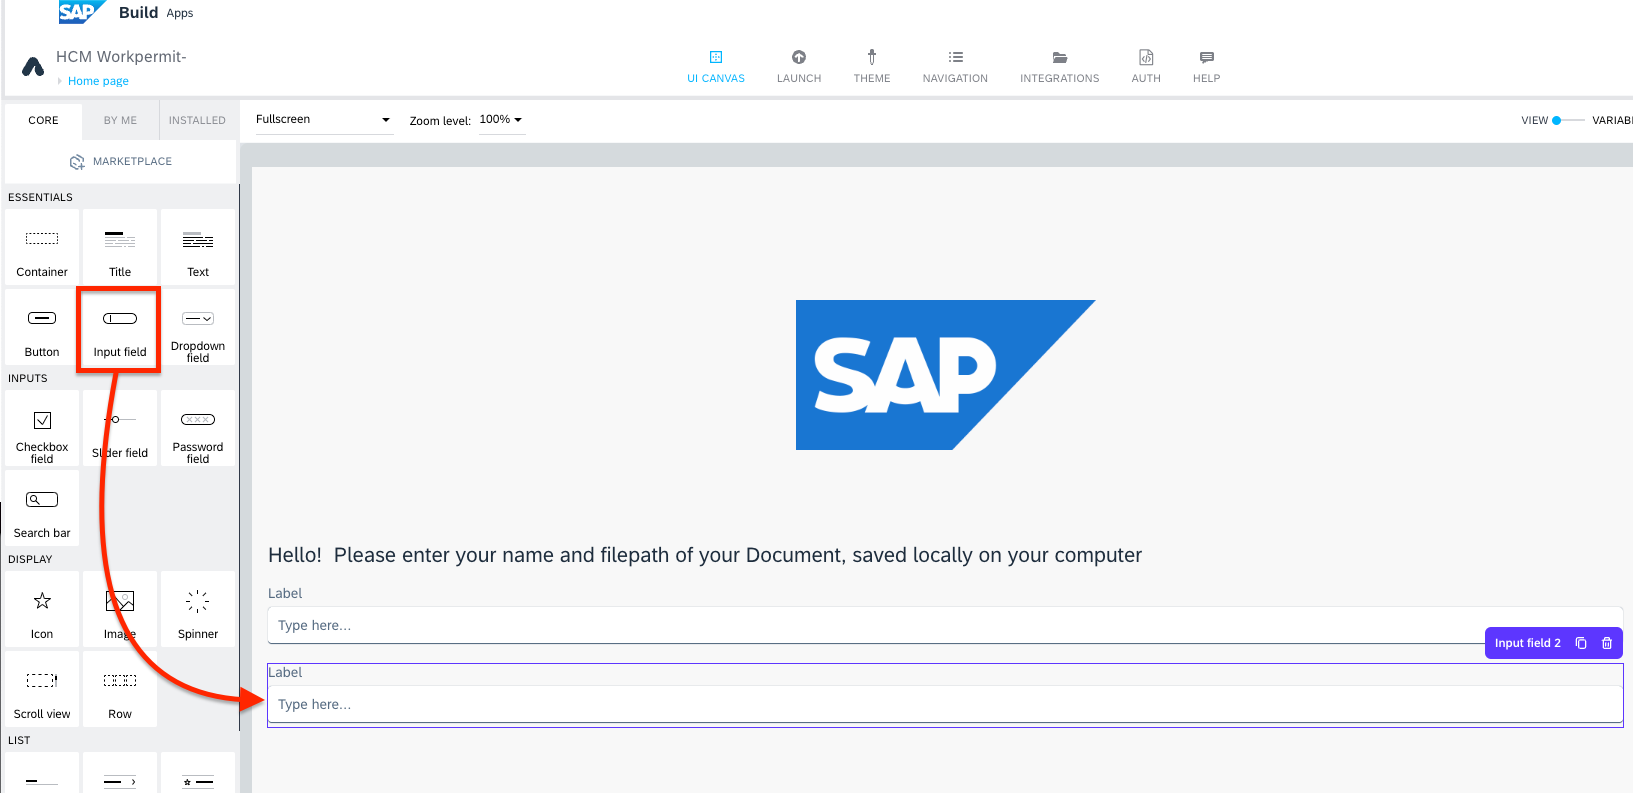 SAP Build Apps
HCM Workpermit-
Home page
UI CANVAS LAUNCH THEME NAVIGATION INTEGRATIONS AUTH HELP
CORE BY ME INSTALLED
Fullscreen Zoom level: 100% VIEW VARIAB
MARKETPLACE
ESSENTIALS
Container Title Text
Button Input field Dropdown field
INPUTS
Checkbox field Slider field Password field
Search bar
DISPLAY
Icon Image Spinner
Scroll view Row
LIST
SAP
Hello! Please enter your name and filepath of your Document, saved locally on your computer
Label
Type here...
Input field 2
Label
Type here...